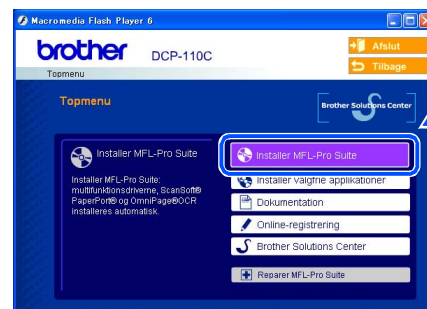 Macromedia Flash Player 6
brother DCP-110C
Afslut
Tilbage
Topmenu
Topmenu
Brother Solutions Center
Installer MFL-Pro Suite
Installer MFL-Pro Suite:
multifunktionsdriverne, ScanSoft®
PaperPort® og OmniPage®OCR
installeres automatisk.
Installer MFL-Pro Suite
Installer valgfrie applikationer
Dokumentation
Online-registrering
Brother Solutions Center
Reparer MFL-Pro Suite